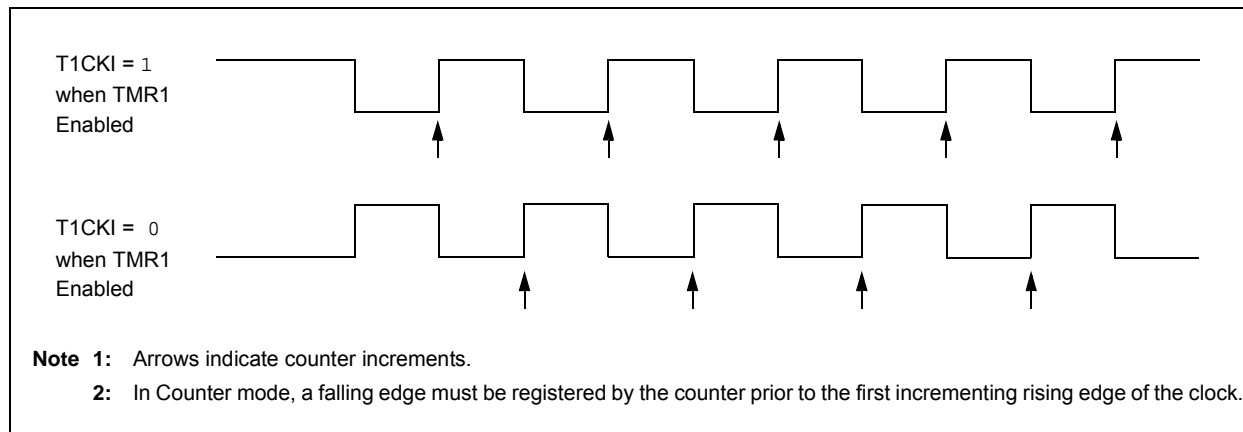 T1CKI = 1
when TMR1
Enabled
T1CKI = 0
when TMR1
Enabled
Note 1: Arrows indicate counter increments.
2: In Counter mode, a falling edge must be registered by the counter prior to the first incrementing rising edge of the clock.